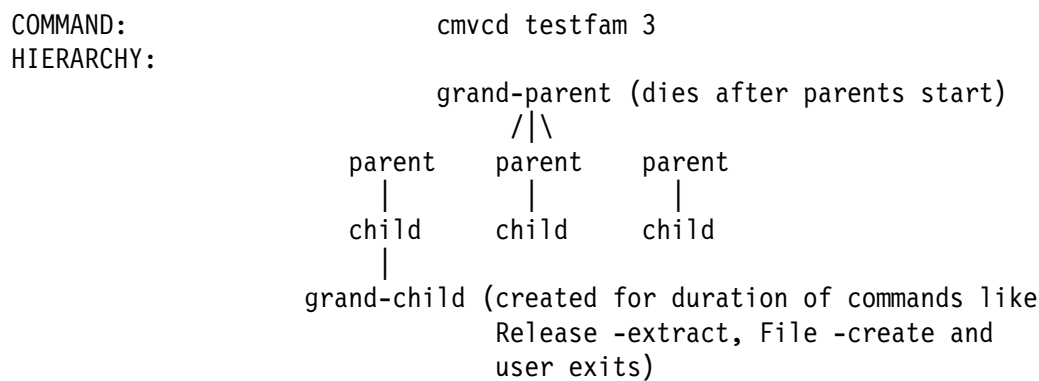 COMMAND: cmvcd testfam 3
HIERARCHY:
grand-parent (dies after parents start)
/|\
parent parent parent
| | |
child child child
|
grand-child (created for duration of commands like
Release -extract, File -create and
user exits)